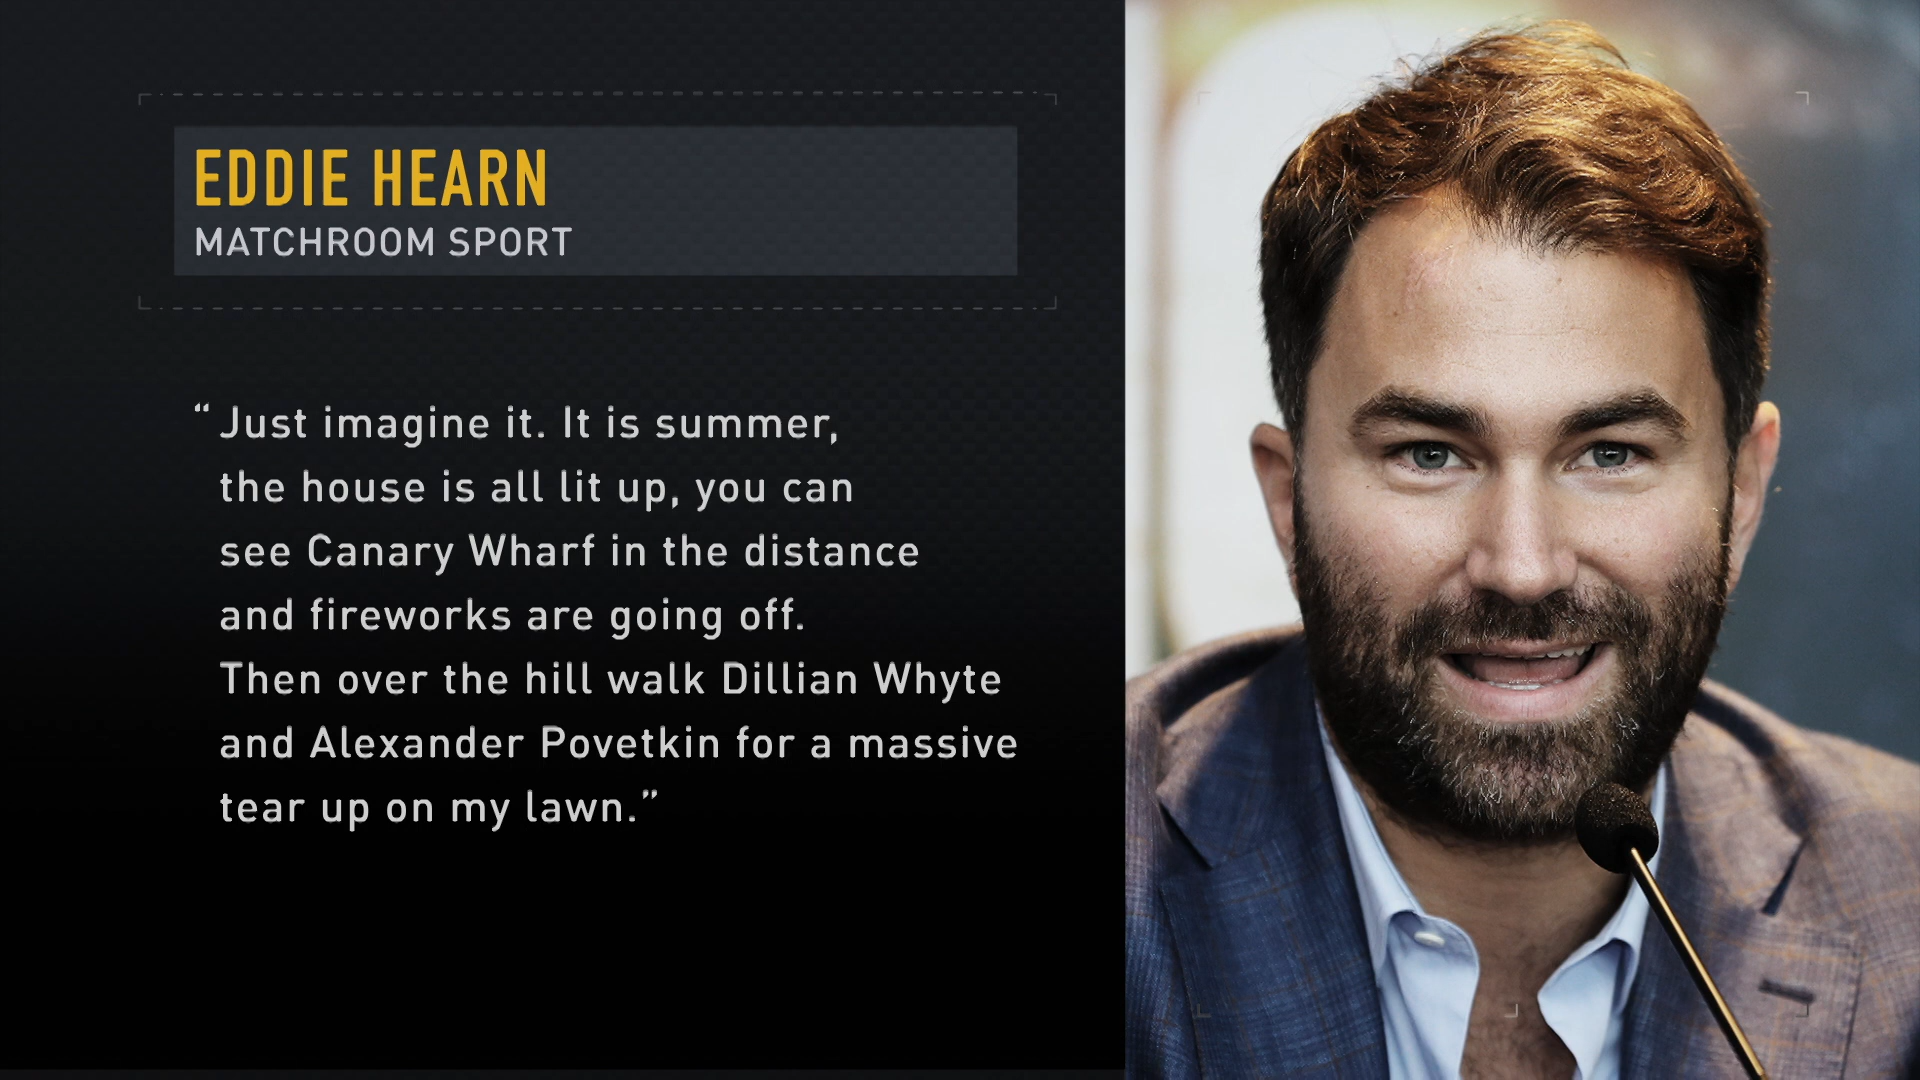 EDDIE HEARN
MATCHROOM SPORT
“ Just imagine it. It is summer,
the house is all lit up, you can
see Canary Wharf in the distance
and fireworks are going off.
Then over the hill walk Dillian Whyte
and Alexander Povetkin for a massive
tear up on my lawn.”